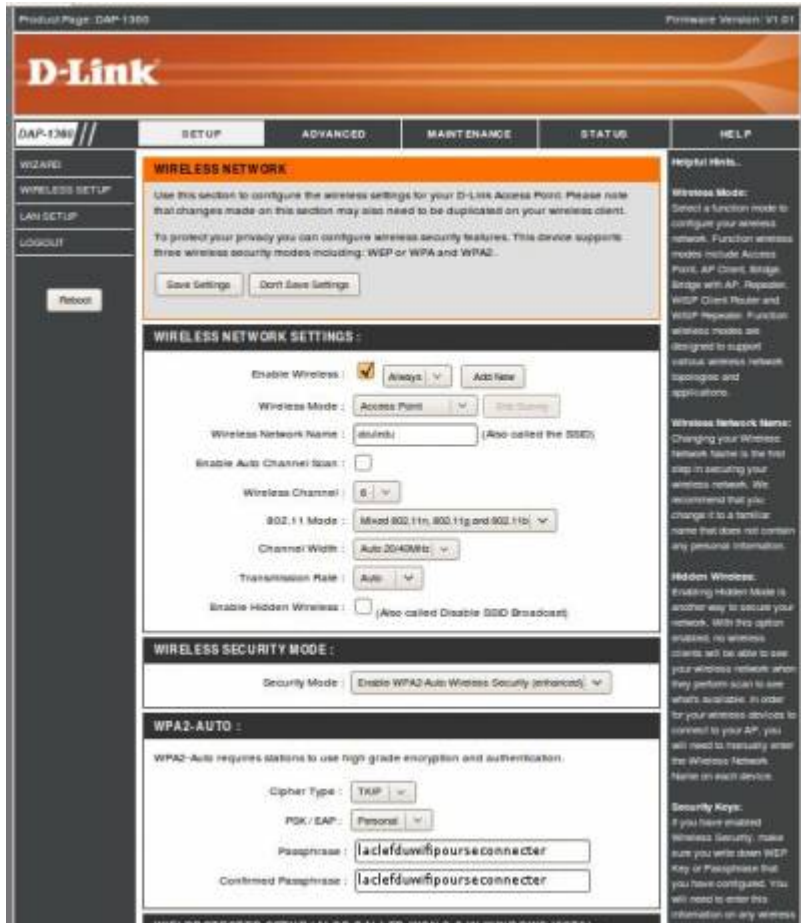 Product Page: DAP-1360
Firmware Version: V1.01
D-Link
DAP-1360
SETUP
ADVANCED
MAINTENANCE
STATUS
HELP
WIZARD
WIRELESS SETUP
LAN SETUP
LOGOUT
Reboot
WIRELESS NETWORK
Use this section to configure the wireless settings for your D-Link Access Point. Please note
that changes made on this section may also need to be duplicated on your wireless client.
To protect your privacy you can configure wireless security features. This device supports
three wireless security modes including: WEP or WPA and WPA2.
Save Settings
Don't Save Settings
WIRELESS NETWORK SETTINGS :
Enable Wireless : Always Add New
Wireless Mode : Access Point Site Survey
Wireless Network Name : (Also called the SSID)
Enable Auto Channel Scan :
Wireless Channel : 6
802.11 Mode : Mixed 802.11n, 802.11g and 802.11b
Channel Width : Auto 20/40MHz
Transmission Rate : Auto
Enable Hidden Wireless : (Also called Disable SSID Broadcast)
WIRELESS SECURITY MODE :
Security Mode : Enable WPA2-Auto Wireless Security (enhanced)
WPA2-AUTO :
WPA2-Auto requires stations to use high grade encryption and authentication.
Cipher Type : TKIP
PSK / EAP : Personal
Passphrase : laclefduwifipourseconnecter
Confirmed Passphrase : laclefduwifipourseconnecter
Helpful Hints..
Wireless Mode:
Select a function mode to
configure your wireless
network. Function wireless
modes include Access
Point, AP Client, Bridge,
Bridge with AP, Repeater,
WISP Client Router and
WISP Repeater. Function
wireless modes are
designed to support
various wireless network
topologies and
applications.
Wireless Network Name:
Changing your Wireless
Network Name is the first
step in securing your
wireless network. We
recommend that you
change it to a familiar
name that does not contain
any personal information.
Hidden Wireless:
Enabling Hidden Mode is
another way to secure your
network. With this option
enabled, no wireless
clients will be able to see
your wireless network when
they perform scan to see
what's available. In order
for your wireless devices to
connect to your AP, you
will need to manually enter
the Wireless Network
Name on each device.
Security Keys:
If you have enabled
Wireless Security, make
sure you write down WEP
Key or Passphrase that
you have configured. You
will need to enter this
information on any wireless